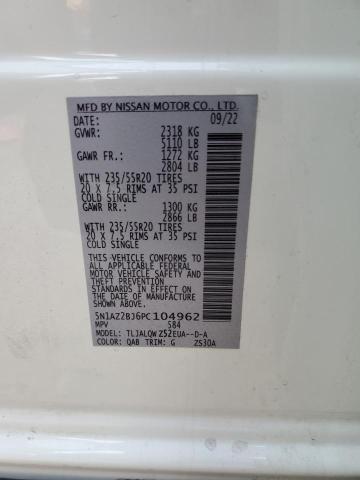 MFD BY NISSAN MOTOR CO., LTD.
DATE: 09/22
GVWR: 2318 KG
5110 LB
GAWR FR: 1272 KG
2804 LB
WITH 235/55R20 TIRES
20 X 7.5 RIMS AT 35 PSI
COLD SINGLE
GAWR RR.: 1300 KG
2866 LB
WITH 235/55R20 TIRES
20 X 7.5 RIMS AT 35 PSI
COLD SINGLE
THIS VEHICLE CONFORMS TO
ALL APPLICABLE FEDERAL
MOTOR VEHICLE SAFETY AND
THEFT PREVENTION
STANDARDS IN EFFECT ON
THE DATE OF MANUFACTURE
SHOWN ABOVE
5N1AZ2BJ6PC104962
MPV 584
MODEL: TLJALQWZ52EUA--D-A
COLOR: QAB TRIM: G Z530A